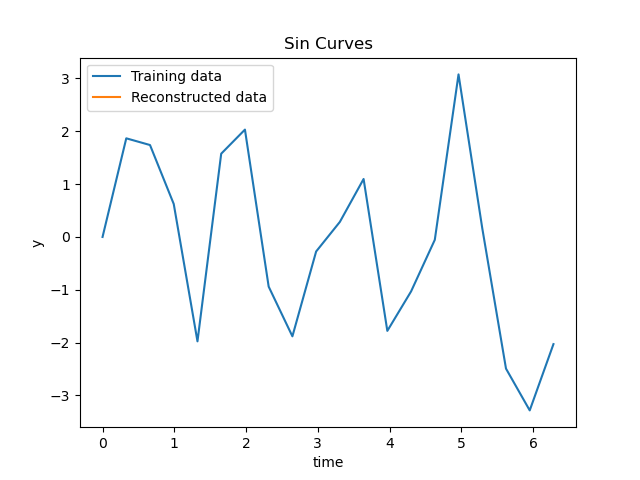 Sin Curves
Training data
Reconstructed data
3
2
1
0
−1
−2
−3
y
0 1 2 3 4 5 6
time